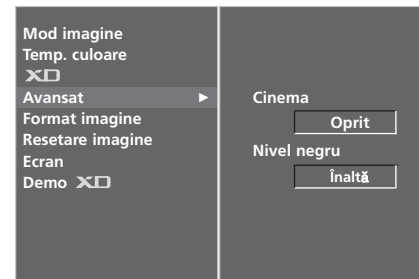 Mod imagine
Temp. culoare
XD
Avansat ►
Format imagine
Resetare imagine
Ecran
Demo XD
Cinema
Oprit
Nivel negru
Înaltă